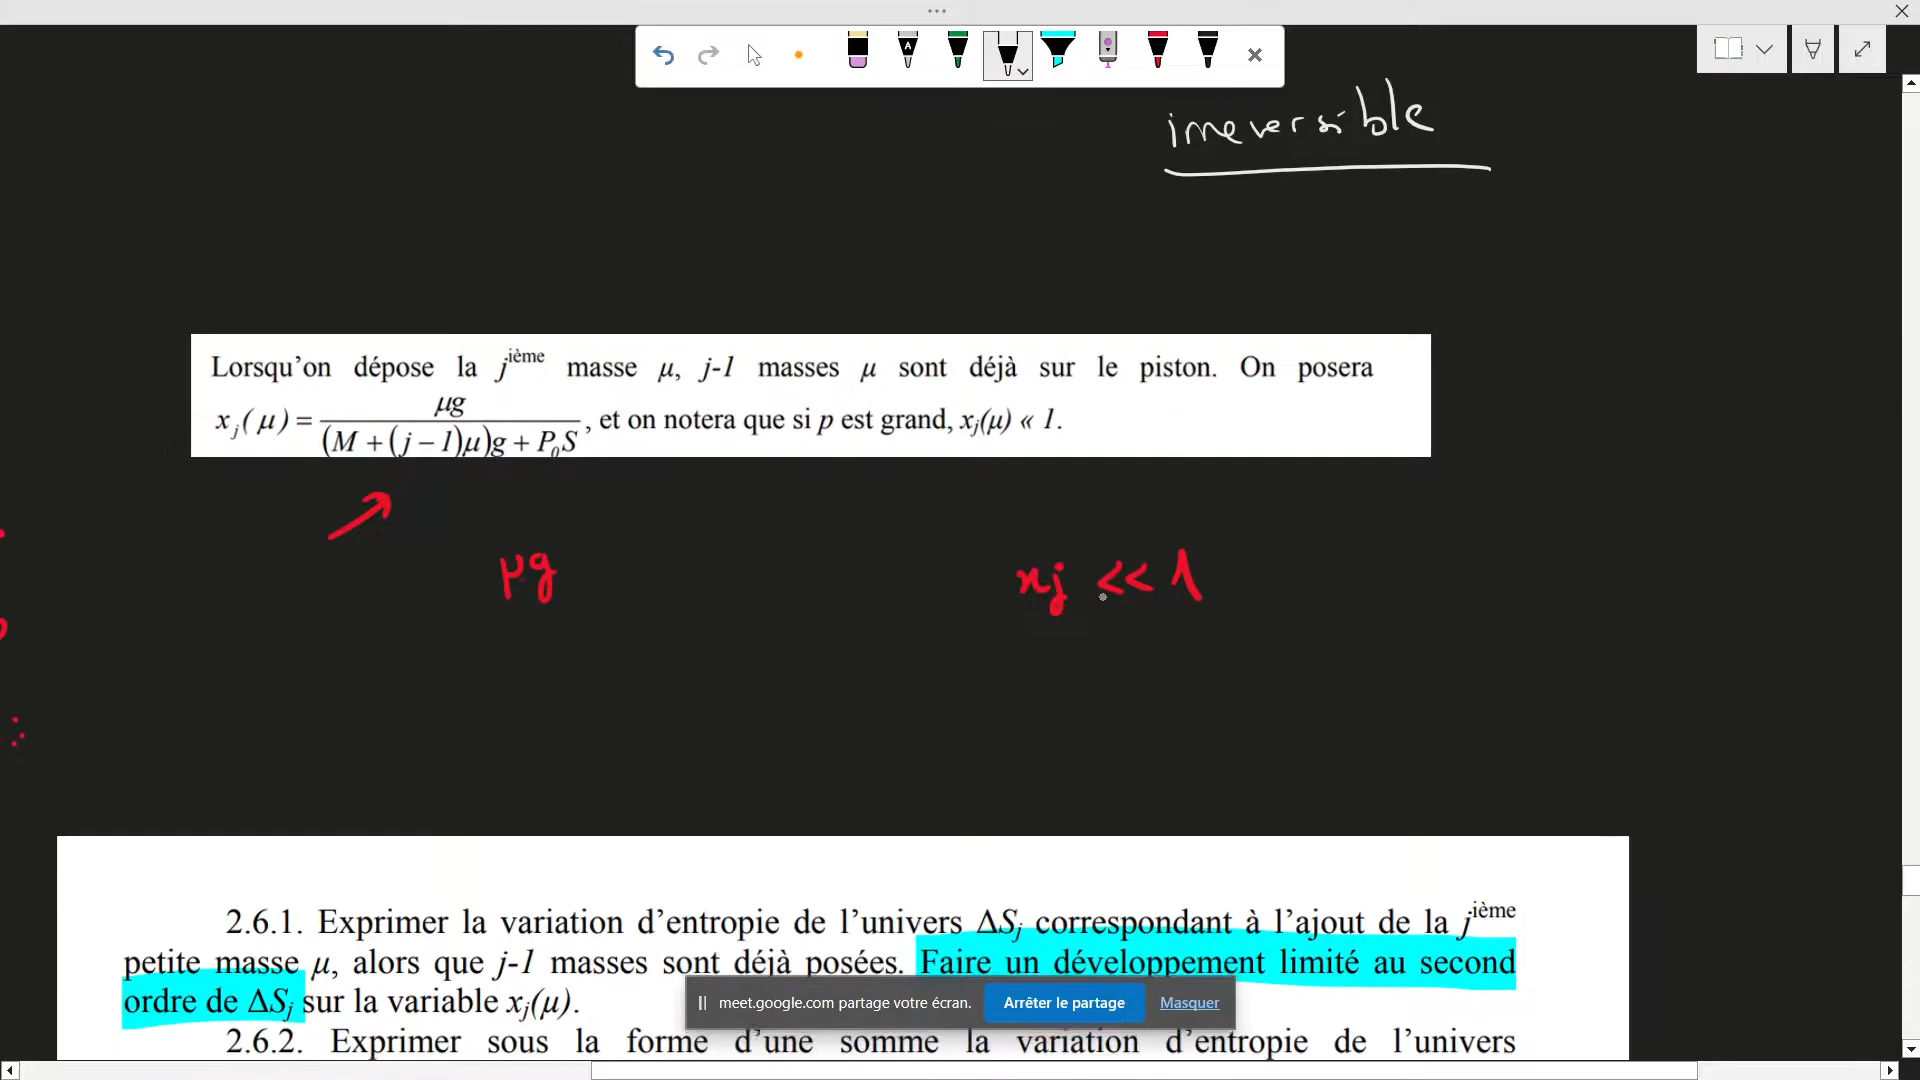 irreversible
Lorsqu'on dépose la jième masse μ, j-1 masses μ sont déjà sur le piston. On posera
xj(μ) = μg / ((M + (j − 1)μ)g + P0S), et on notera que si p est grand, xj(μ) « 1.
μg
xj << 1
2.6.1. Exprimer la variation d'entropie de l'univers ΔSj correspondant à l'ajout de la jième
petite masse μ, alors que j-1 masses sont déjà posées. Faire un développement limité au second
ordre de ΔSj sur la variable xj(μ).
meet.google.com partage votre écran. Arrêter le partage Masquer
2.6.2. Exprimer sous la forme d'une somme la variation d'entropie de l'univers